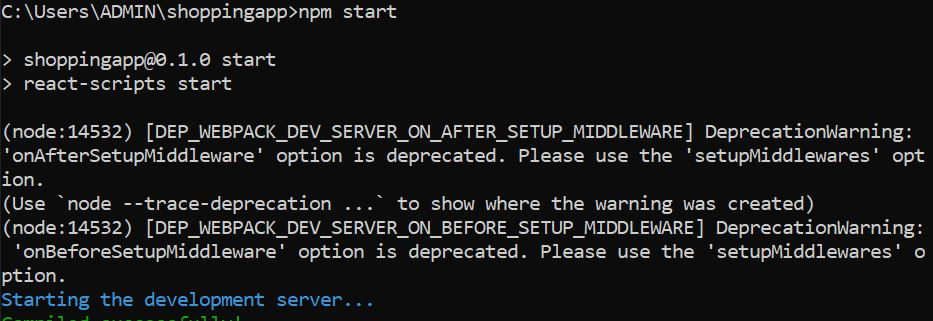 C:\Users\ADMIN\shoppingapp>npm start
> shoppingapp@0.1.0 start
> react-scripts start
(node:14532) [DEP_WEBPACK_DEV_SERVER_ON_AFTER_SETUP_MIDDLEWARE] DeprecationWarning:
'onAfterSetupMiddleware' option is deprecated. Please use the 'setupMiddlewares' opt
ion.
(Use `node --trace-deprecation ...` to show where the warning was created)
(node:14532) [DEP_WEBPACK_DEV_SERVER_ON_BEFORE_SETUP_MIDDLEWARE] DeprecationWarning:
 'onBeforeSetupMiddleware' option is deprecated. Please use the 'setupMiddlewares' o
ption.
Starting the development server...
Compiled successfully!